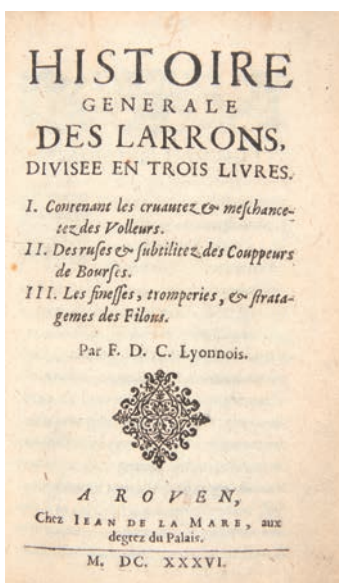 HISTOIRE
GENERALE
DES LARRONS,
DIVISEE EN TROIS LIVRES.
I. Contenant les cruautez & meſchance-
tez des Volleurs.
II. Des ruſes & ſubtilitez des Couppeurs
de Bourſes.
III. Les fineſſes, tromperies, & ſtrata-
gemes des Filous.
Par F. D. C. Lyonnois.
A ROVEN,
Chez IEAN DE LA MARE, aux
degrez du Palais.
M. DC. XXXVI.